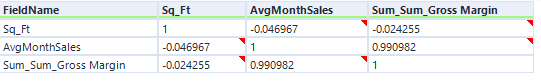 FieldName Sq_Ft AvgMonthSales Sum_Sum_Gross Margin
Sq_Ft 1 -0.046967 -0.024255
AvgMonthSales -0.046967 1 0.990982
Sum_Sum_Gross Margin -0.024255 0.990982 1